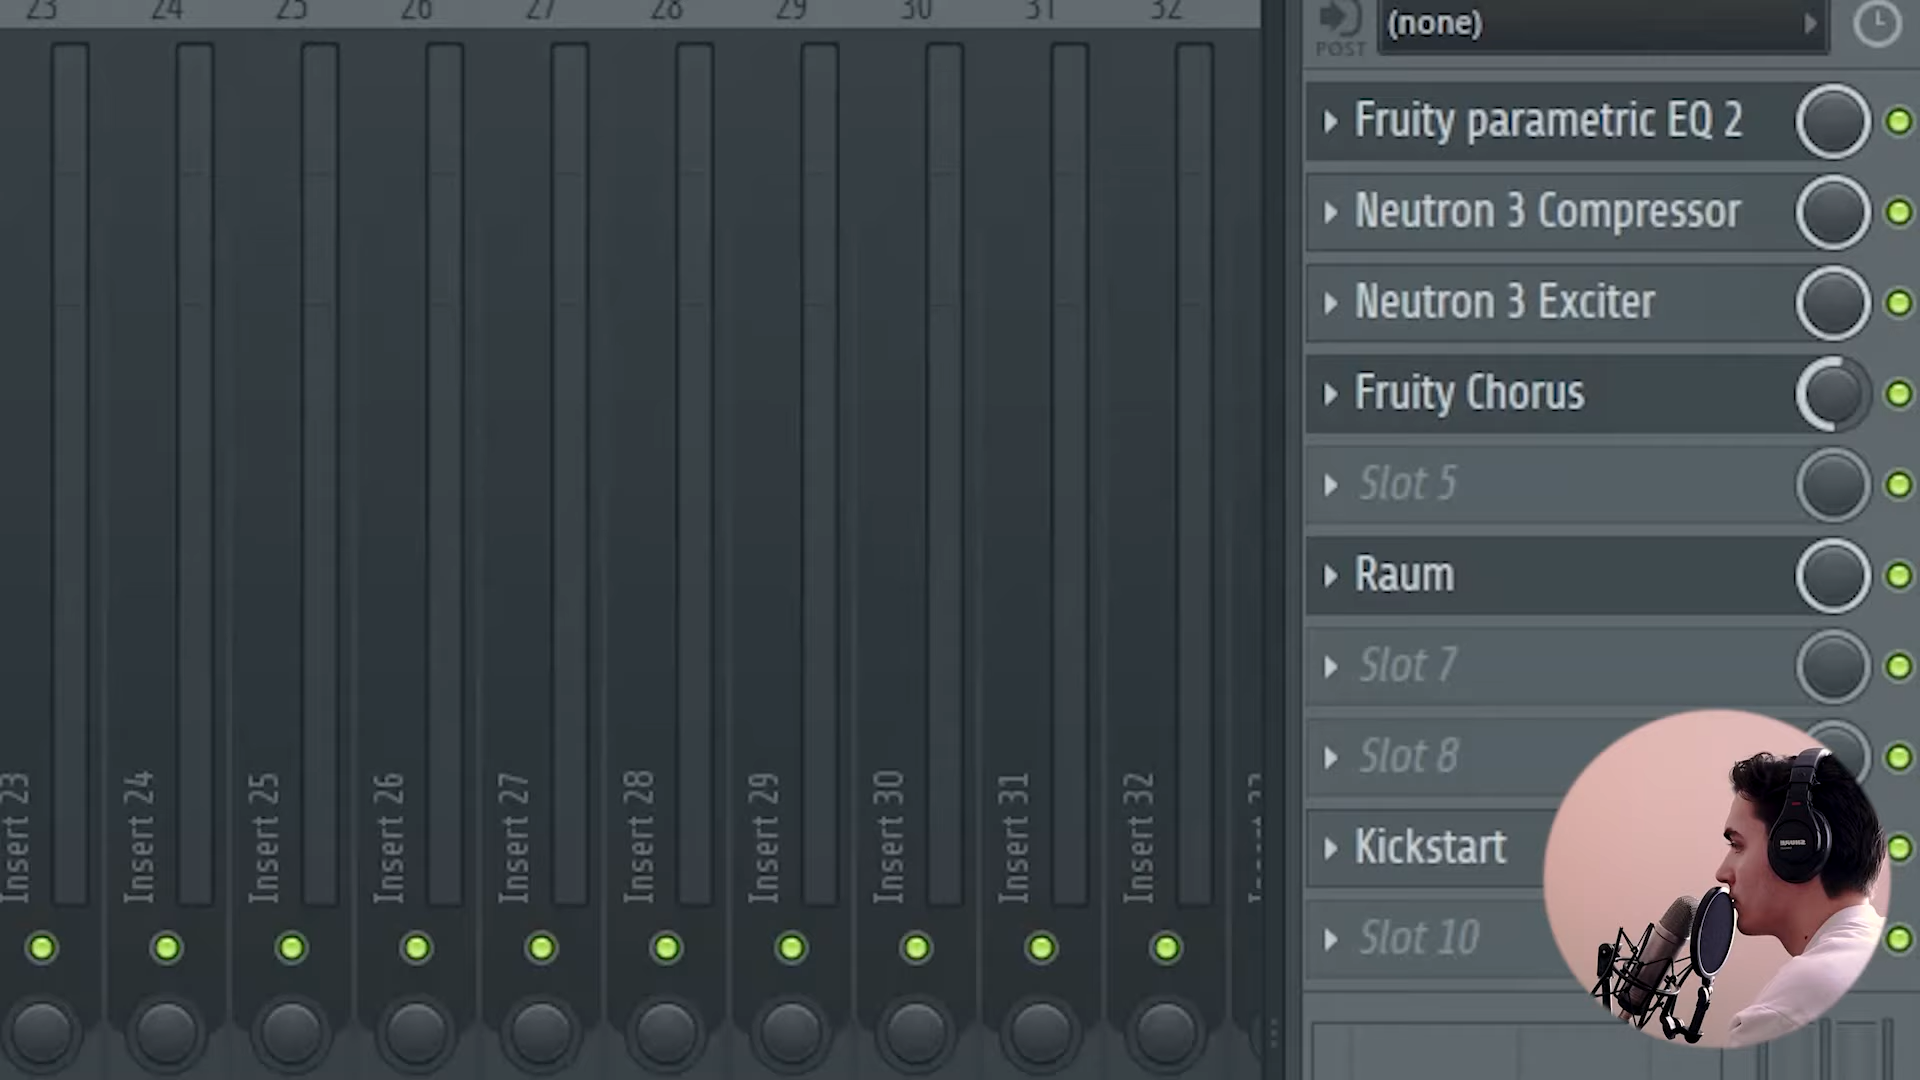 23 24 25 26 27 28 29 30 31 32
POST
(none)
Fruity parametric EQ 2
Neutron 3 Compressor
Neutron 3 Exciter
Fruity Chorus
Slot 5
Raum
Slot 7
Slot 8
Kickstart
Slot 10
Insert 23
Insert 24
Insert 25
Insert 26
Insert 27
Insert 28
Insert 29
Insert 30
Insert 31
Insert 32